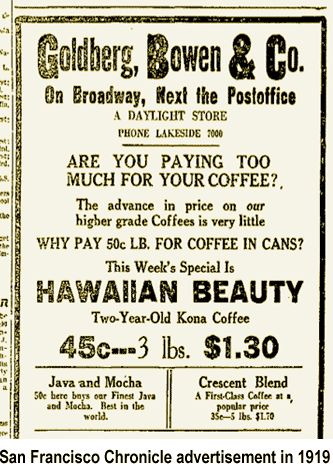 Goldberg, Bowen & Co.
On Broadway, Next the Postoffice
A DAYLIGHT STORE
PHONE LAKESIDE 7000
ARE YOU PAYING TOO
MUCH FOR YOUR COFFEE?
The advance in price on our
higher grade Coffees is very little
WHY PAY 50c LB. FOR COFFEE IN CANS?
This Week's Special Is
HAWAIIAN BEAUTY
Two-Year-Old Kona Coffee
45c---3 lbs. $1.30
Java and Mocha
50c here buys our Finest Java
and Mocha. Best in the
world.
Crescent Blend
A First-Class Coffee at a
popular price
35c—5 lbs. $1.70
San Francisco Chronicle advertisement in 1919